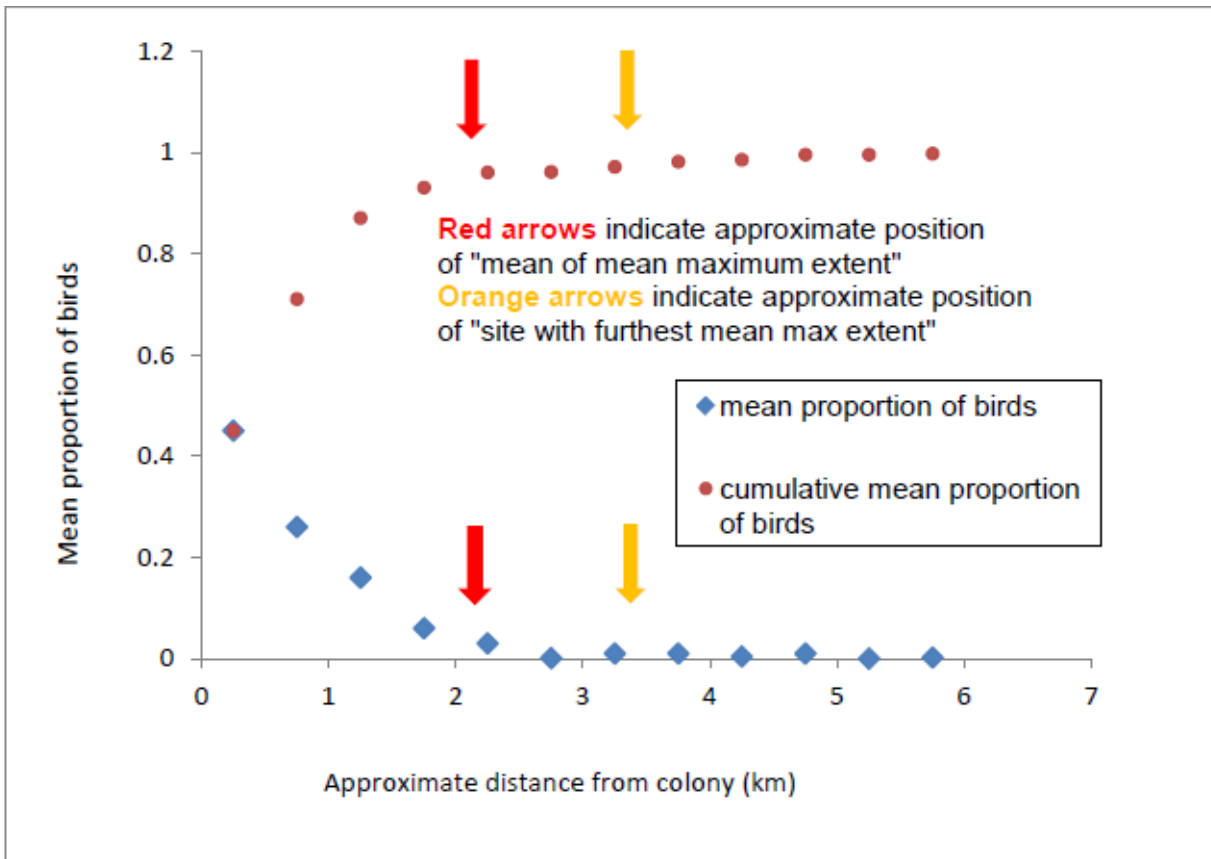 1.2
1
0.8
0.6
0.4
0.2
0
Mean proportion of birds
Red arrows indicate approximate position
of "mean of mean maximum extent"
Orange arrows indicate approximate position
of "site with furthest mean max extent"
mean proportion of birds
cumulative mean proportion
of birds
0 1 2 3 4 5 6 7
Approximate distance from colony (km)